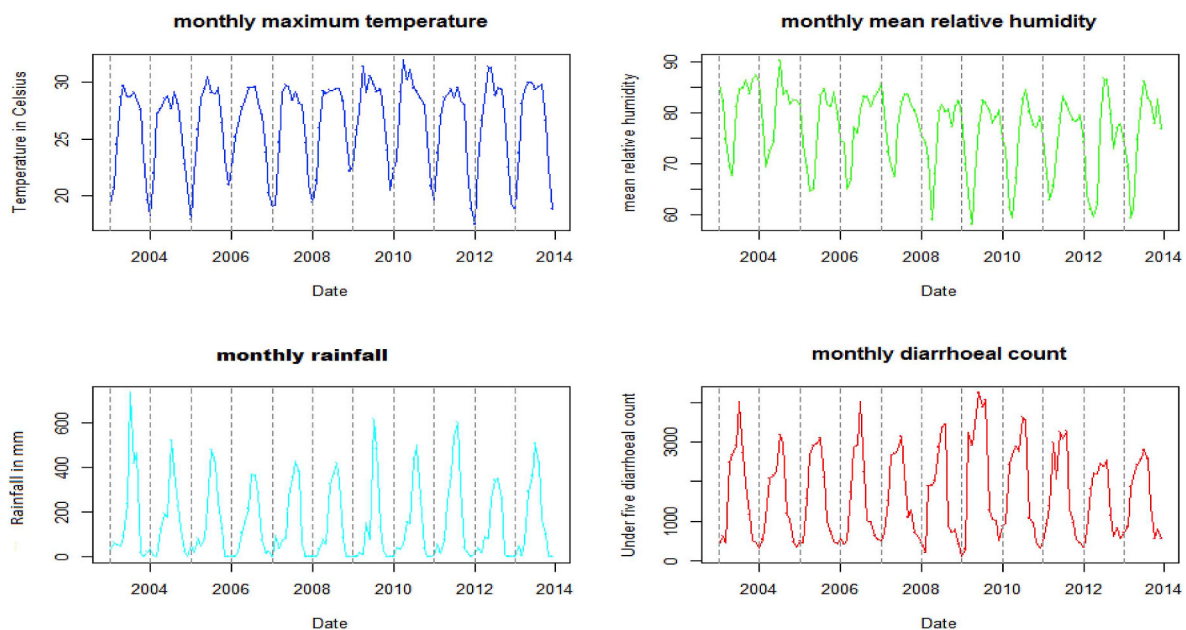 monthly maximum temperature
Temperature in Celsius
30
25
20
2004 2006 2008 2010 2012 2014
Date
monthly mean relative humidity
mean relative humidity
90
80
70
60
2004 2006 2008 2010 2012 2014
Date
monthly rainfall
Rainfall in mm
600
400
200
0
2004 2006 2008 2010 2012 2014
Date
monthly diarrhoeal count
Under five diarrhoeal count
3000
1000
0
2004 2006 2008 2010 2012 2014
Date